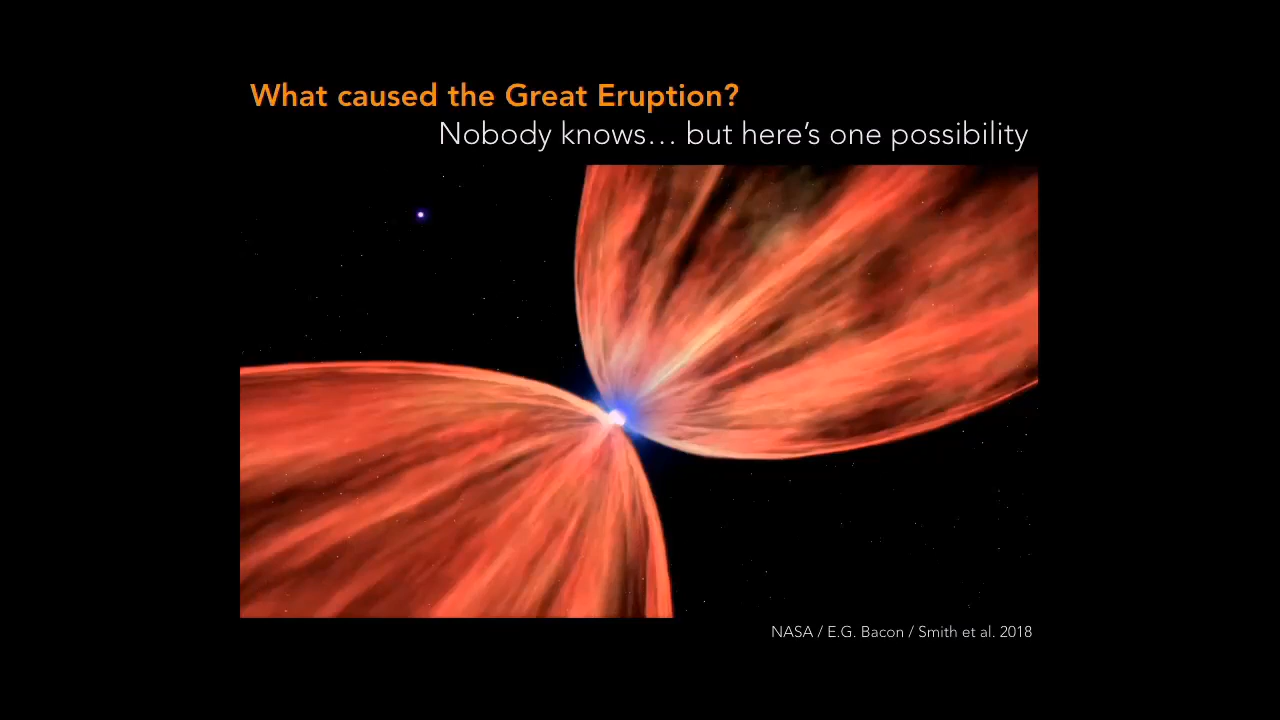 What caused the Great Eruption?
Nobody knows… but here’s one possibility
NASA / E.G. Bacon / Smith et al. 2018